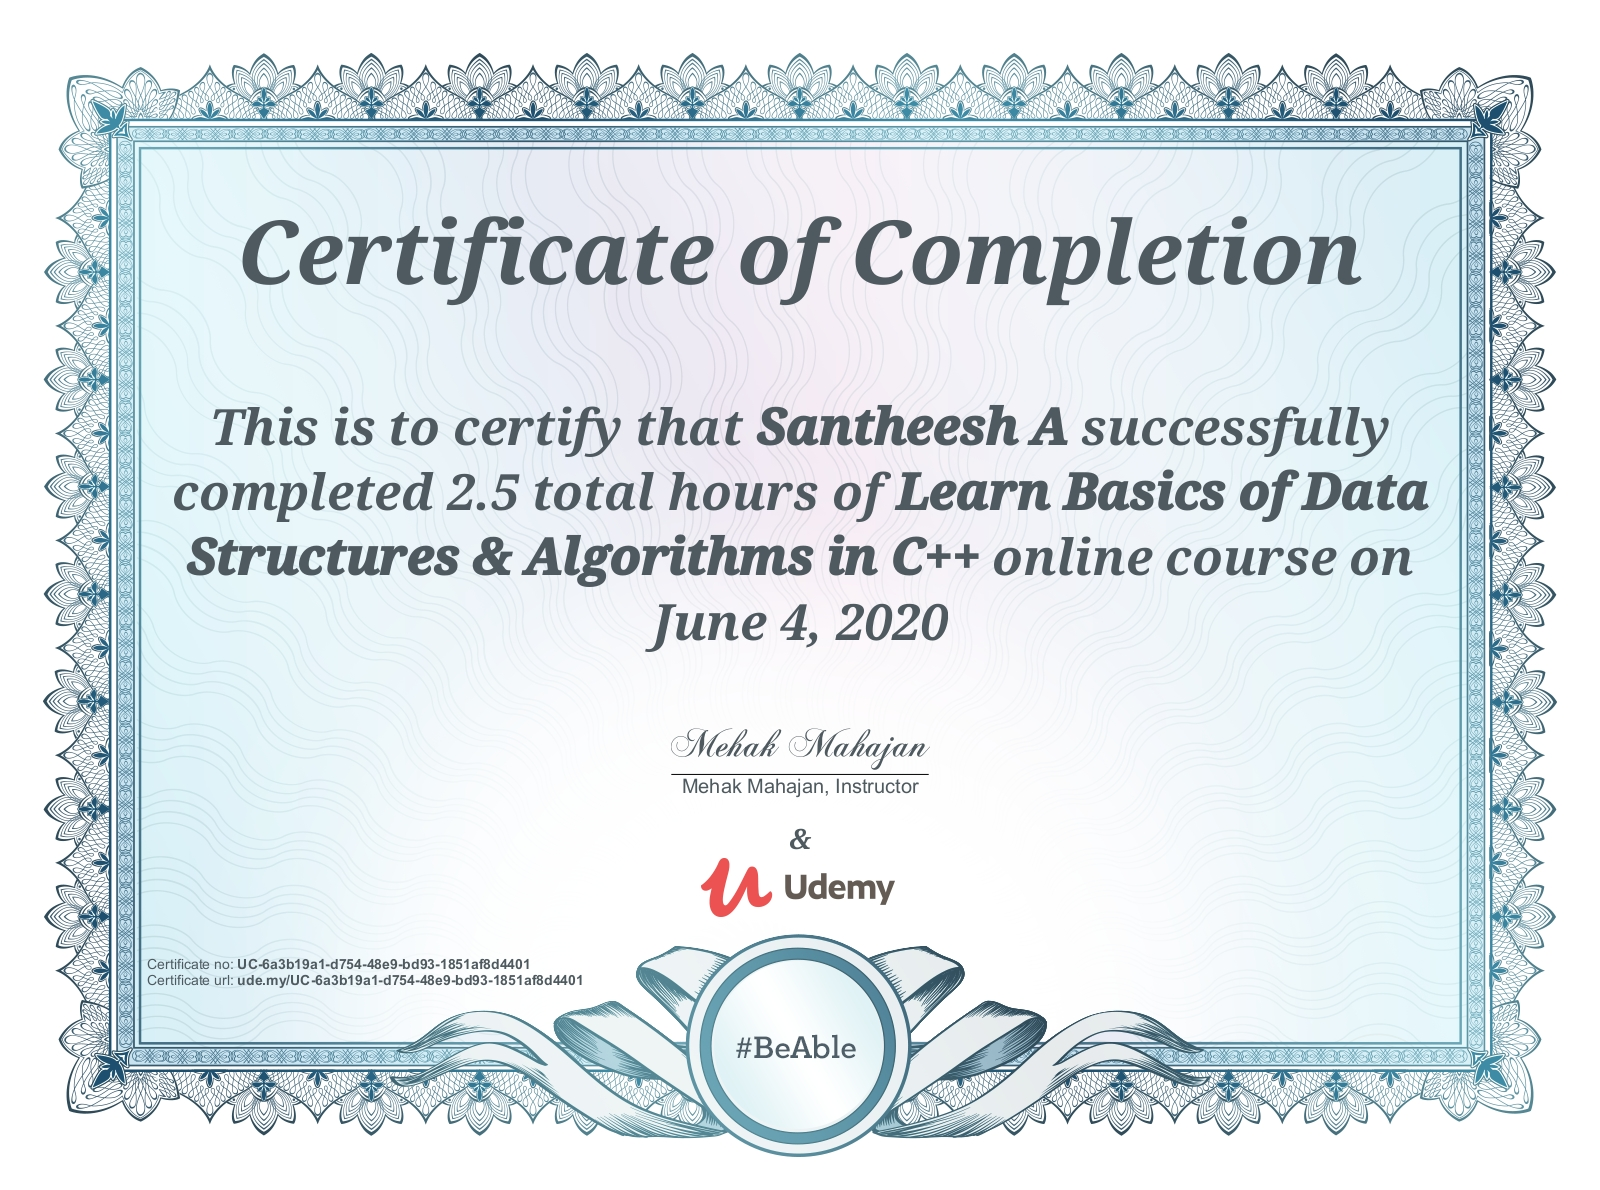 Certificate of Completion
This is to certify that Santheesh A successfully
completed 2.5 total hours of Learn Basics of Data
Structures & Algorithms in C++ online course on
June 4, 2020
Mehak Mahajan
Mehak Mahajan, Instructor
&
Udemy
Certificate no: UC-6a3b19a1-d754-48e9-bd93-1851af8d4401
Certificate url: ude.my/UC-6a3b19a1-d754-48e9-bd93-1851af8d4401
#BeAble